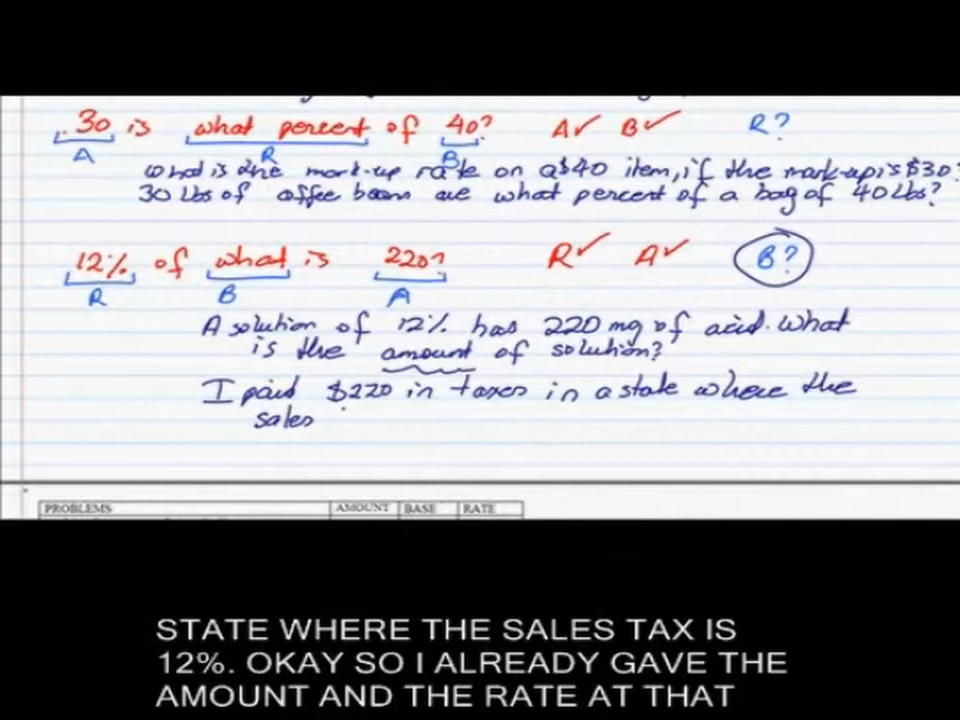 30 is what percent of 40? A✓ B✓ R?
A R B
What is the mark-up rate on a $40 item, if the mark-up is $30?
30 Lbs of coffee beans are what percent of a bag of 40 Lbs?
12% of what is 220? R✓ A✓ B?
R B A
A solution of 12% has 220 mg of acid. What
is the amount of solution?
I paid $220 in taxes in a state where the
sales
PROBLEMS AMOUNT BASE RATE
STATE WHERE THE SALES TAX IS
12%. OKAY SO I ALREADY GAVE THE
AMOUNT AND THE RATE AT THAT